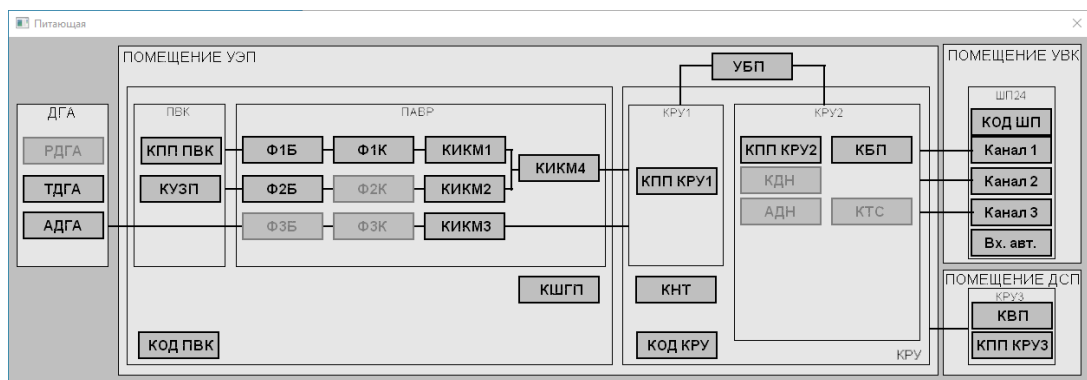 Питающая
ПОМЕЩЕНИЕ УЭП
ПОМЕЩЕНИЕ УВК
УБП
ДГА
ПВК
ПАВР
КРУ1
КРУ2
ШП24
РДГА
ТДГА
АДГА
КПП ПВК
КУЗП
Ф1Б
Ф1К
КИКМ1
Ф2Б
Ф2К
КИКМ2
Ф3Б
Ф3К
КИКМ3
КИКМ4
КПП КРУ1
КПП КРУ2
КБП
КДН
АДН
КТС
КОД ШП
Канал 1
Канал 2
Канал 3
Вх. авт.
КШГП
КНТ
КОД ПВК
КОД КРУ
КРУ
ПОМЕЩЕНИЕ ДСП
КРУ3
КВП
КПП КРУ3